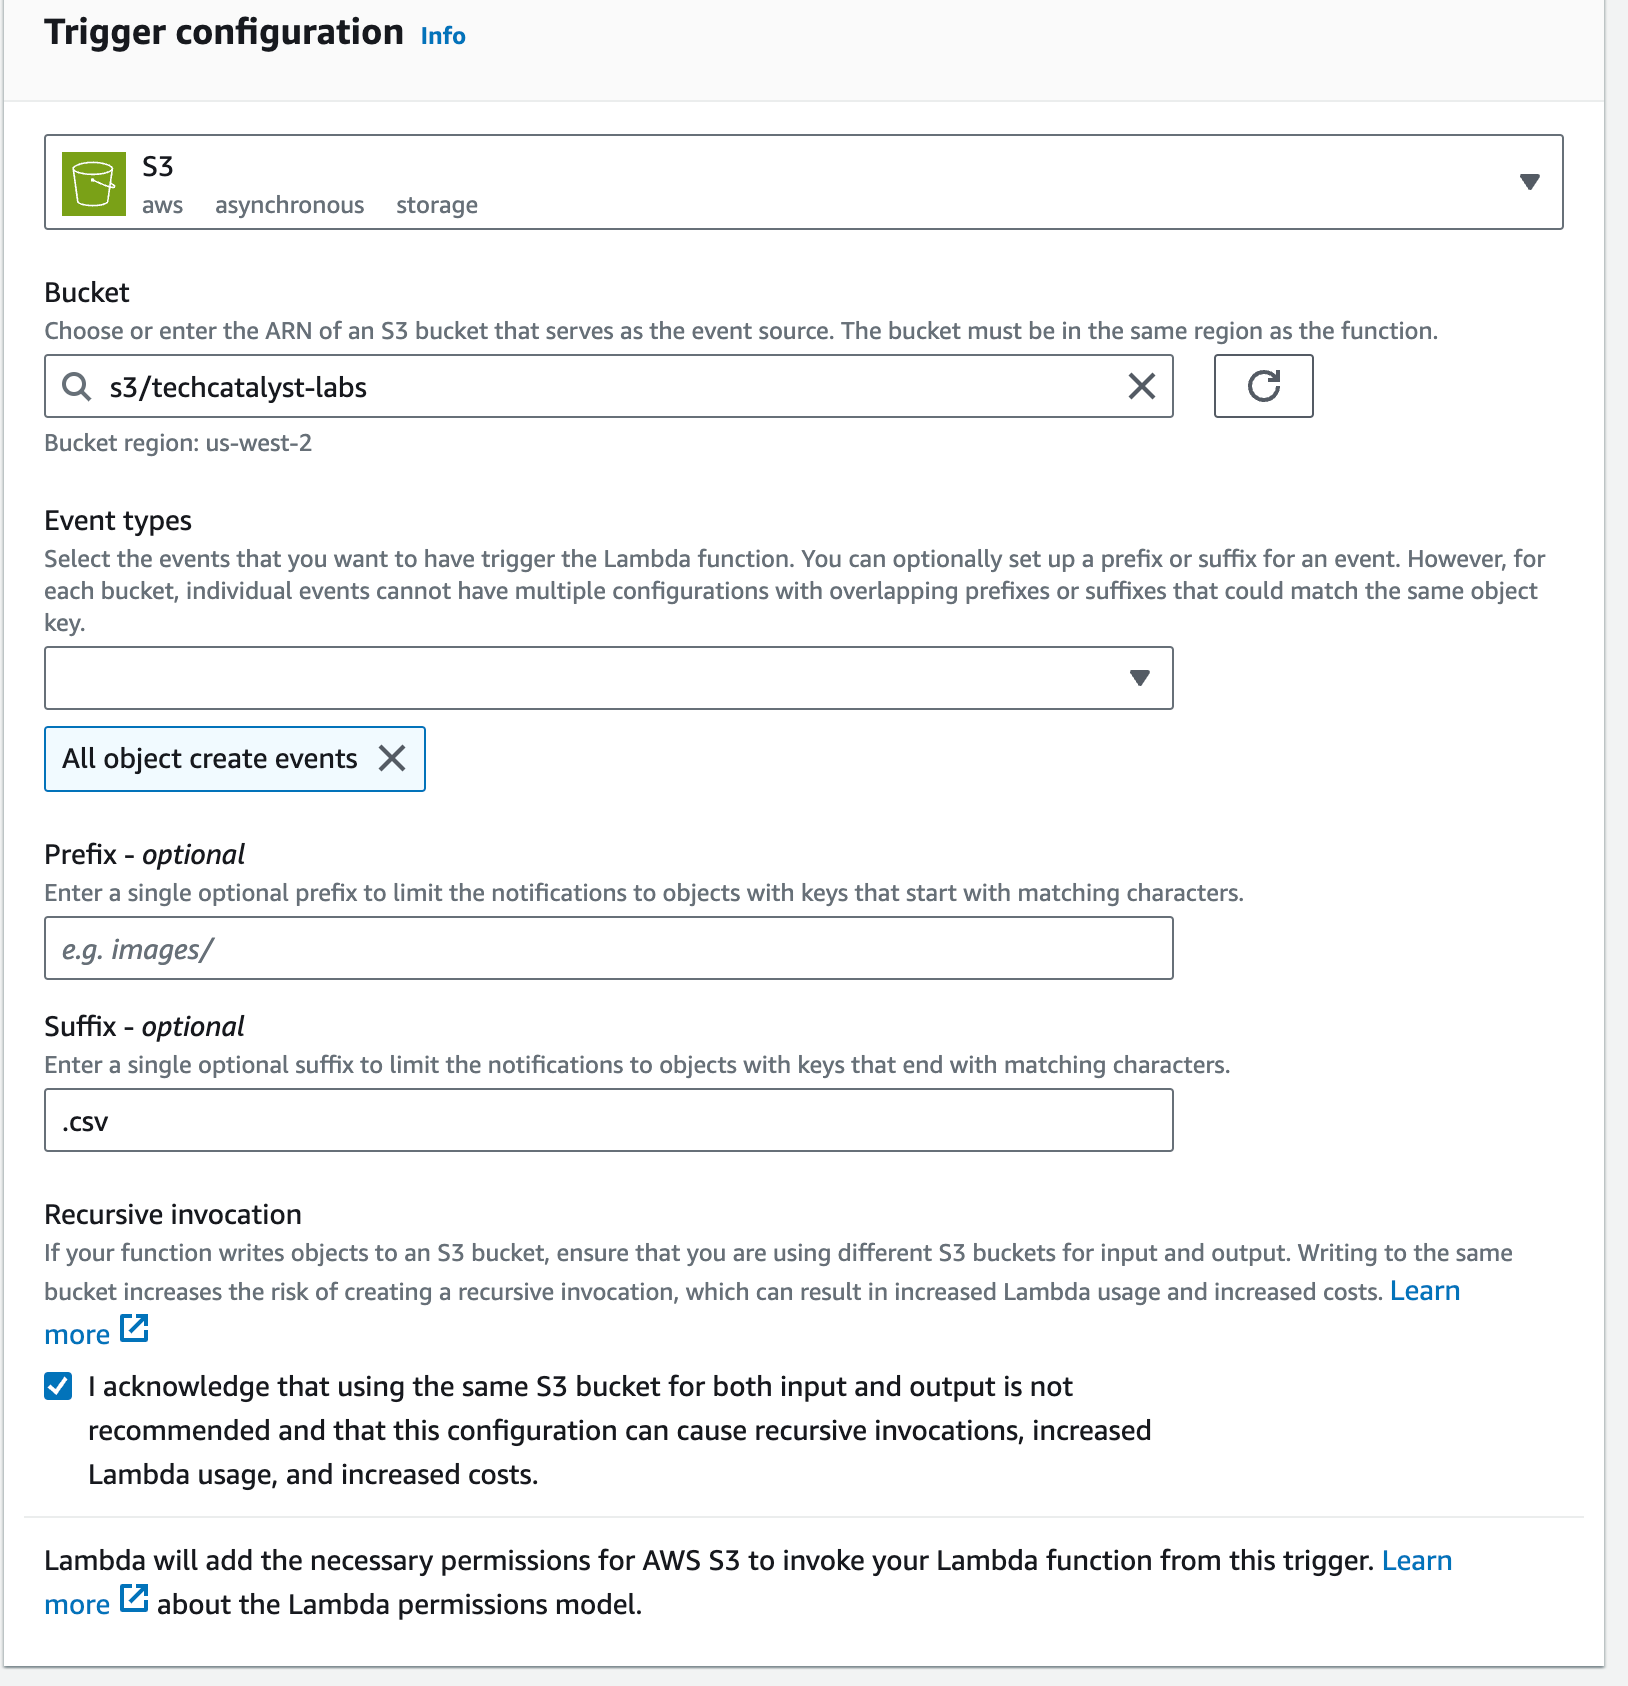 Trigger configuration Info
S3
aws asynchronous storage
Bucket
Choose or enter the ARN of an S3 bucket that serves as the event source. The bucket must be in the same region as the function.
s3/techcatalyst-labs
Bucket region: us-west-2
Event types
Select the events that you want to have trigger the Lambda function. You can optionally set up a prefix or suffix for an event. However, for
each bucket, individual events cannot have multiple configurations with overlapping prefixes or suffixes that could match the same object
key.
All object create events
Prefix - optional
Enter a single optional prefix to limit the notifications to objects with keys that start with matching characters.
e.g. images/
Suffix - optional
Enter a single optional suffix to limit the notifications to objects with keys that end with matching characters.
.csv
Recursive invocation
If your function writes objects to an S3 bucket, ensure that you are using different S3 buckets for input and output. Writing to the same
bucket increases the risk of creating a recursive invocation, which can result in increased Lambda usage and increased costs. Learn
more
I acknowledge that using the same S3 bucket for both input and output is not
recommended and that this configuration can cause recursive invocations, increased
Lambda usage, and increased costs.
Lambda will add the necessary permissions for AWS S3 to invoke your Lambda function from this trigger. Learn
more about the Lambda permissions model.